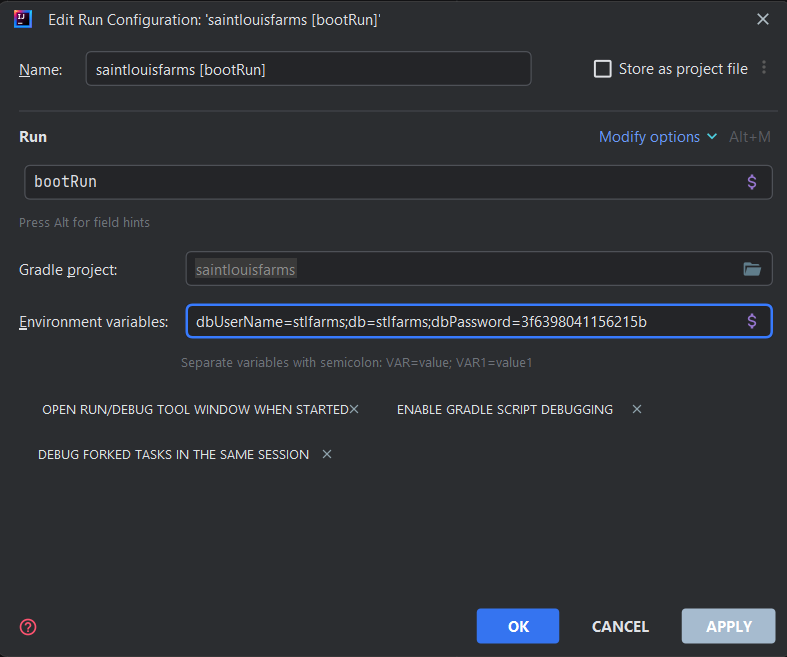 Edit Run Configuration: 'saintlouisfarms [bootRun]'
Name: saintlouisfarms [bootRun] Store as project file
Run Modify options Alt+M
bootRun $
Press Alt for field hints
Gradle project: saintlouisfarms
Environment variables: dbUserName=stlfarms;db=stlfarms;dbPassword=3f6398041156215b $
Separate variables with semicolon: VAR=value; VAR1=value1
OPEN RUN/DEBUG TOOL WINDOW WHEN STARTED× ENABLE GRADLE SCRIPT DEBUGGING ×
DEBUG FORKED TASKS IN THE SAME SESSION ×
? OK CANCEL APPLY